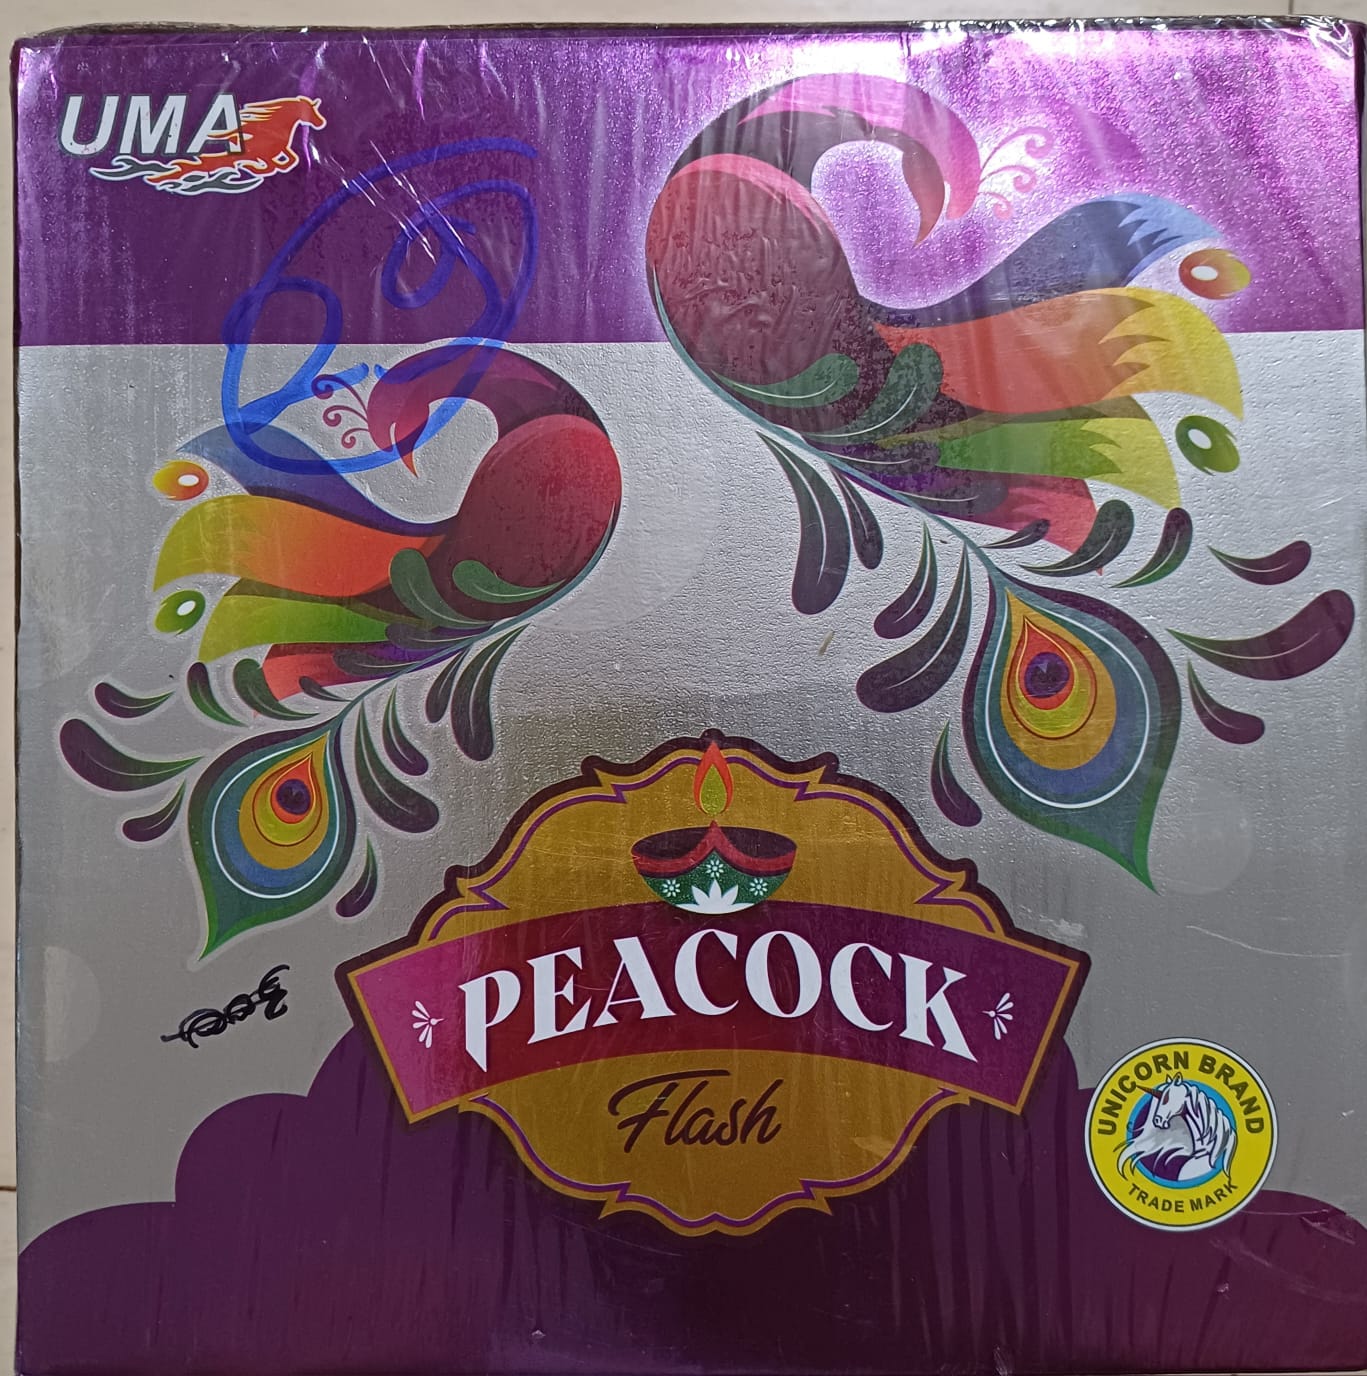 UMA
PEACOCK
Flash
UNICORN BRAND
TRADE MARK